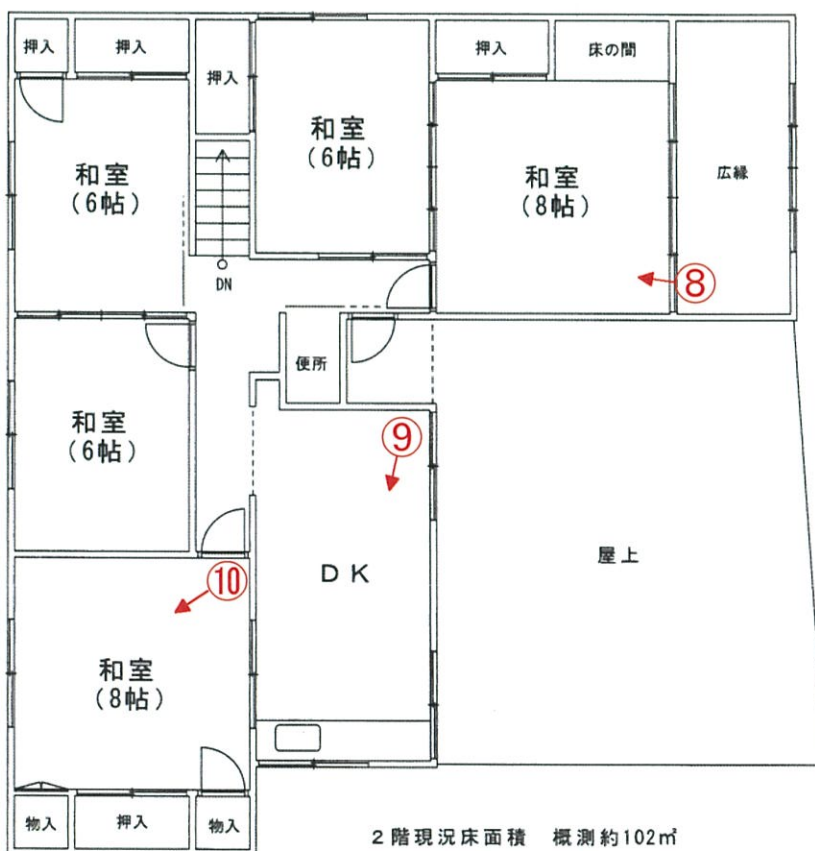 押入
押入
押入
押入
床の間
和室
(6帖)
和室
(6帖)
和室
(8帖)
広縁
DN
⑧
便所
和室
(6帖)
⑨
DK
屋上
⑩
和室
(8帖)
物入
押入
物入
2階現況床面積 概測約102㎡